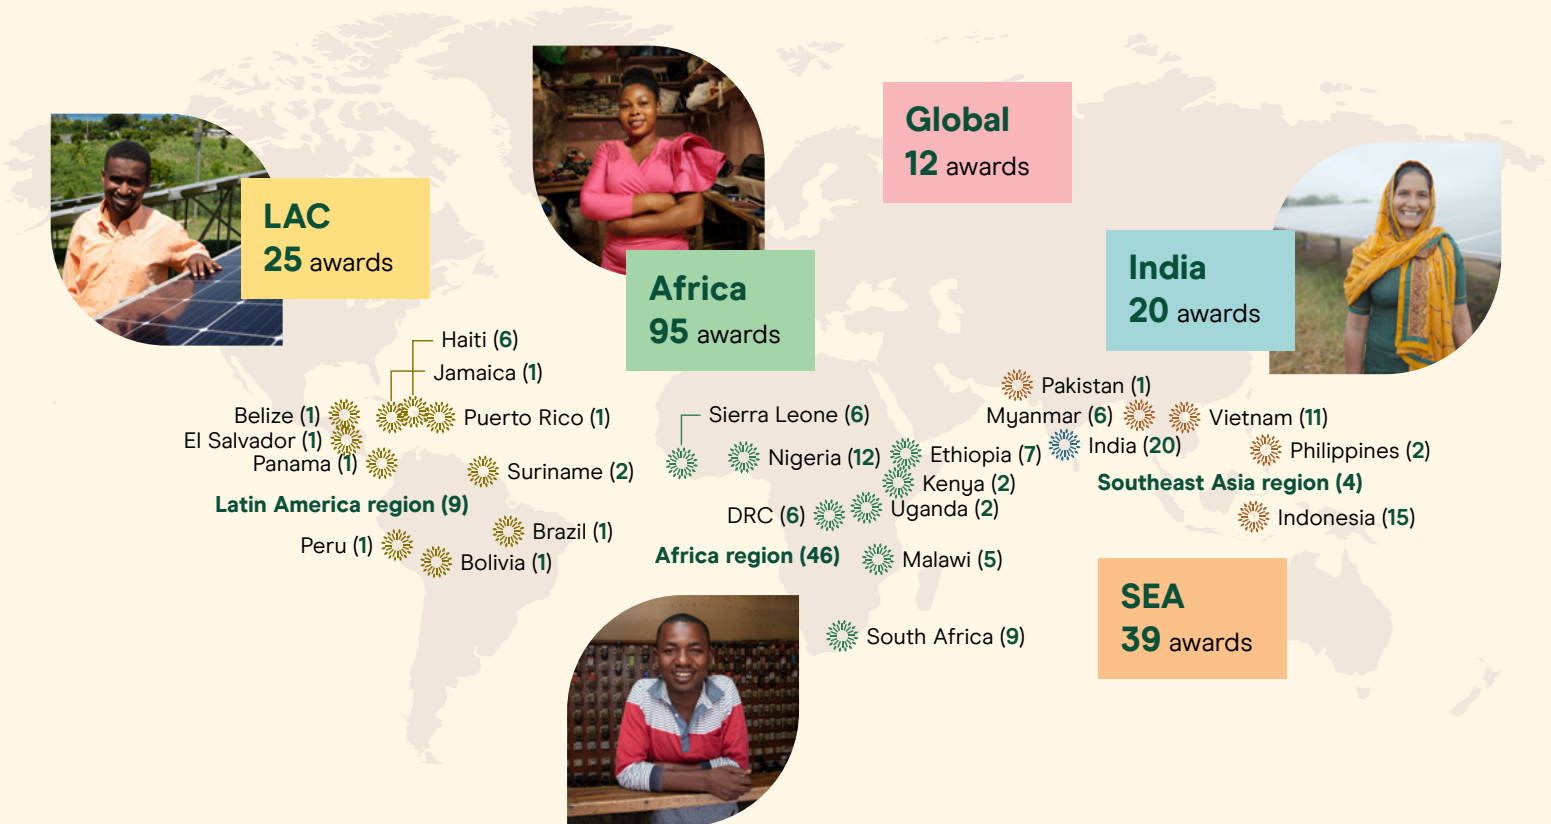 Global
12 awards
LAC
25 awards
India
20 awards
Africa
95 awards
Haiti (6)
Jamaica (1)
Belize (1)
Puerto Rico (1)
El Salvador (1)
Panama (1)
Suriname (2)
Latin America region (9)
Brazil (1)
Peru (1)
Bolivia (1)
Sierra Leone (6)
Nigeria (12)
Ethiopia (7)
Kenya (2)
Uganda (2)
DRC (6)
Africa region (46)
Malawi (5)
South Africa (9)
Pakistan (1)
Myanmar (6)
Vietnam (11)
India (20)
Philippines (2)
Southeast Asia region (4)
Indonesia (15)
SEA
39 awards